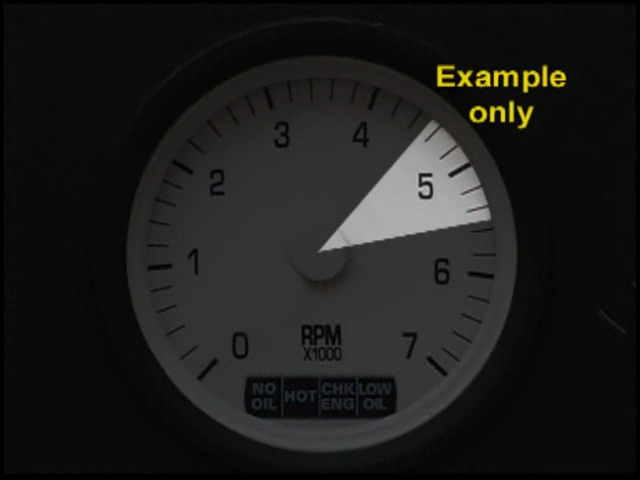 Example
only
3
4
2
5
1
6
0
7
RPM
X1000
NO OIL
HOT
CHK ENG
LOW OIL